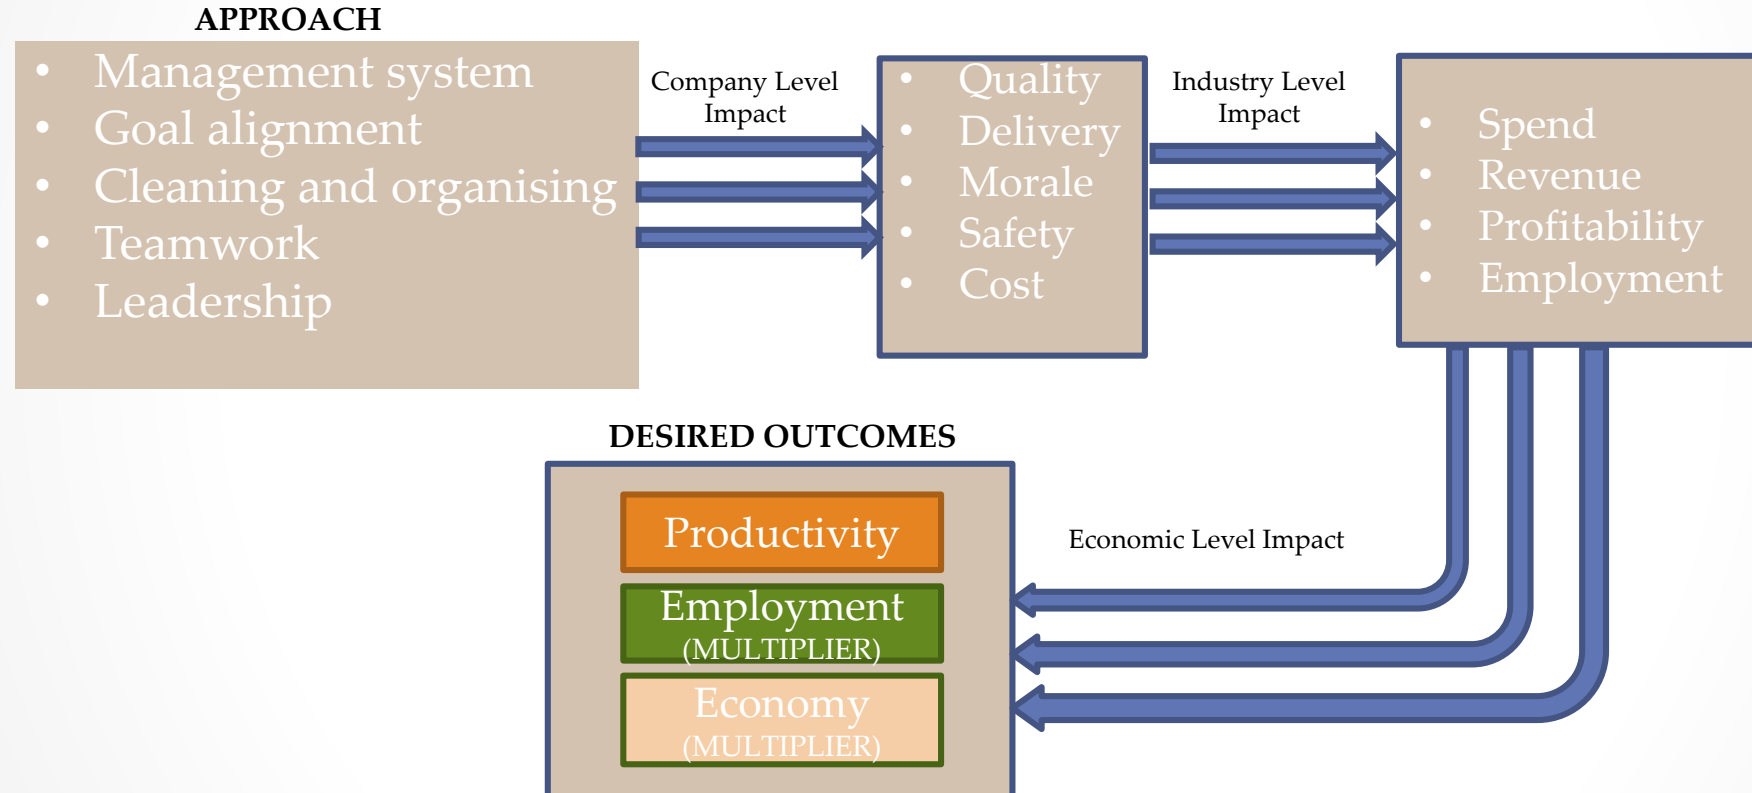 APPROACH
• Management system
• Goal alignment
• Cleaning and organising
• Teamwork
• Leadership
Company Level
Impact
• Quality
• Delivery
• Morale
• Safety
• Cost
Industry Level
Impact
• Spend
• Revenue
• Profitability
• Employment
DESIRED OUTCOMES
Productivity
Employment
(MULTIPLIER)
Economy
(MULTIPLIER)
Economic Level Impact